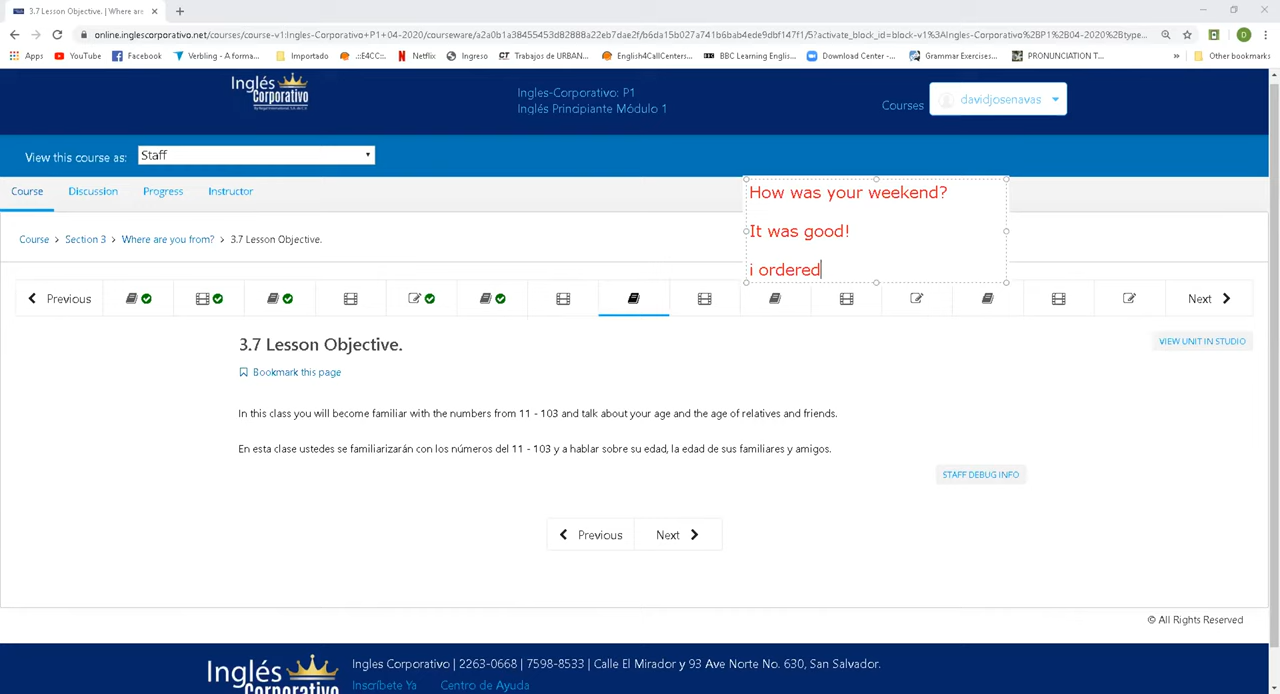 3.7 Lesson Objective. | Where are
online.inglescorporativo.net/courses/course-v1:Ingles-Corporativo+P1+04-2020/courseware/a2a0b1a38455453d82888a22eb7dae2f/b6da15b027a741b6bab4ede9dbf147f1/5?activate_block_id=block-v1%3AIngles-Corporativo%2BP1%2B04-2020%2Btype...
Apps YouTube Facebook Verbling - A forma... Importado .::E4CC::. Netflix Ingreso Trabajos de URBAN... English4CallCenters... BBC Learning Englis... Download Center -... Grammar Exercises... PRONUNCIATION T... » Other bookmarks
Inglés Corporativo
Ingles-Corporativo: P1
Inglés Principiante Módulo 1
Courses davidjosenavas
View this course as: Staff
Course Discussion Progress Instructor
How was your weekend?
It was good!
i ordered
Course > Section 3 > Where are you from? > 3.7 Lesson Objective.
Previous Next
3.7 Lesson Objective.
VIEW UNIT IN STUDIO
Bookmark this page
In this class you will become familiar with the numbers from 11 - 103 and talk about your age and the age of relatives and friends.
En esta clase ustedes se familiarizarán con los números del 11 - 103 y a hablar sobre su edad, la edad de sus familiares y amigos.
STAFF DEBUG INFO
Previous Next
© All Rights Reserved
Inglés Corporativo
Ingles Corporativo | 2263-0668 | 7598-8533 | Calle El Mirador y 93 Ave Norte No. 630, San Salvador.
Inscríbete Ya Centro de Ayuda